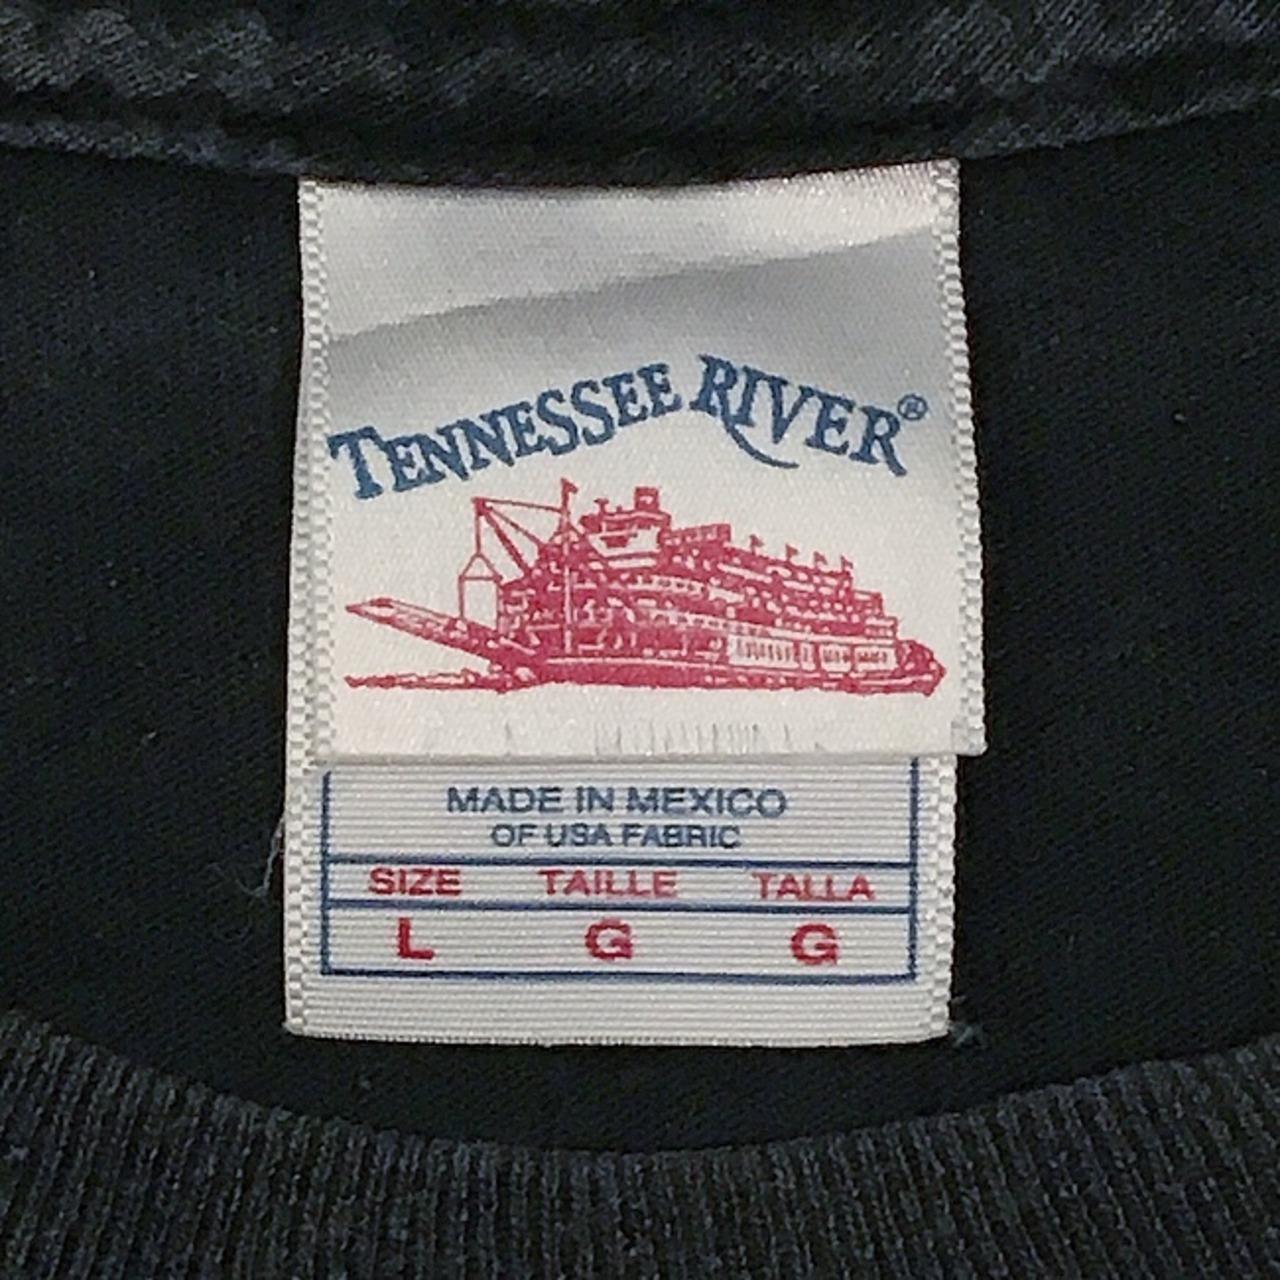 TENNESSEE RIVER®
MADE IN MEXICO
OF USA FABRIC
SIZE TAILLE TALLA
L G G